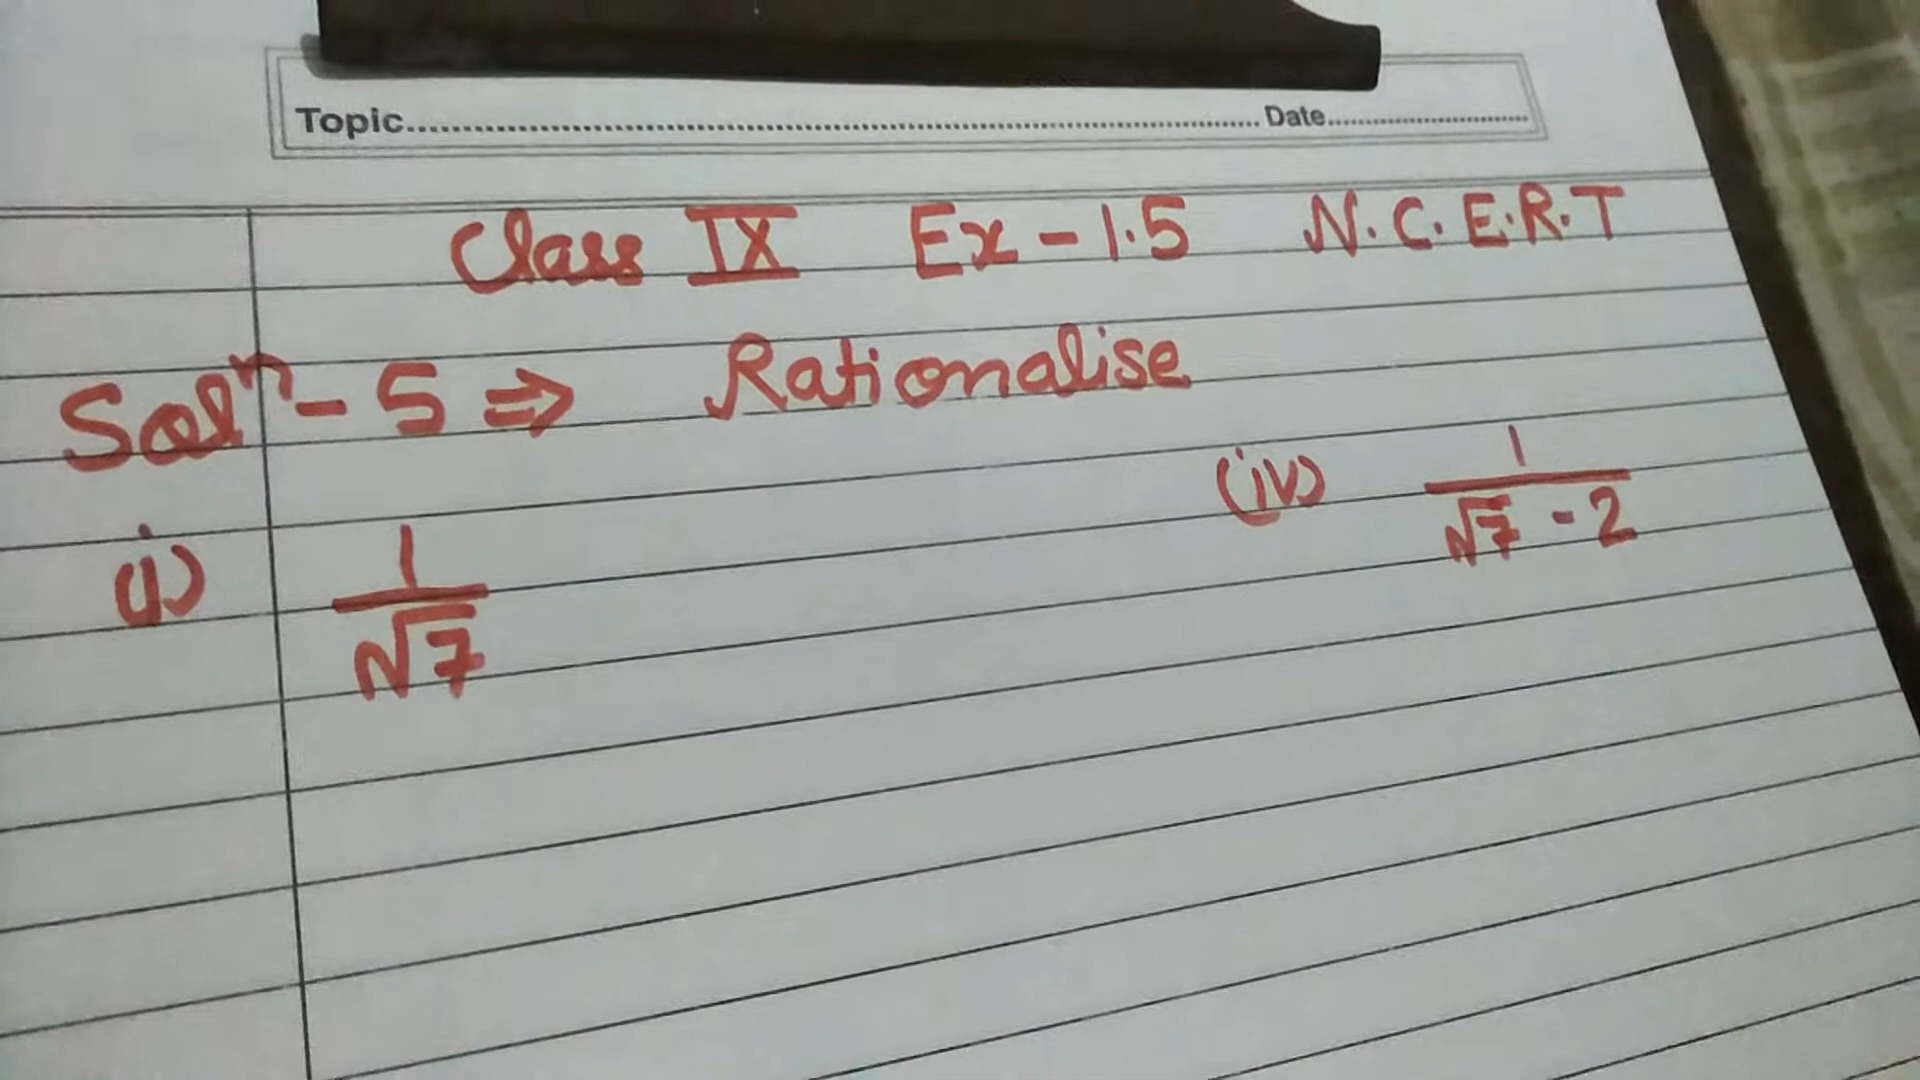 Topic.................... Date....................
Class IX Ex - 1.5 N.C.E.R.T
Solⁿ - 5 ⇒ Rationalise
(i) 1/√7
(iv) 1/(√7 - 2)